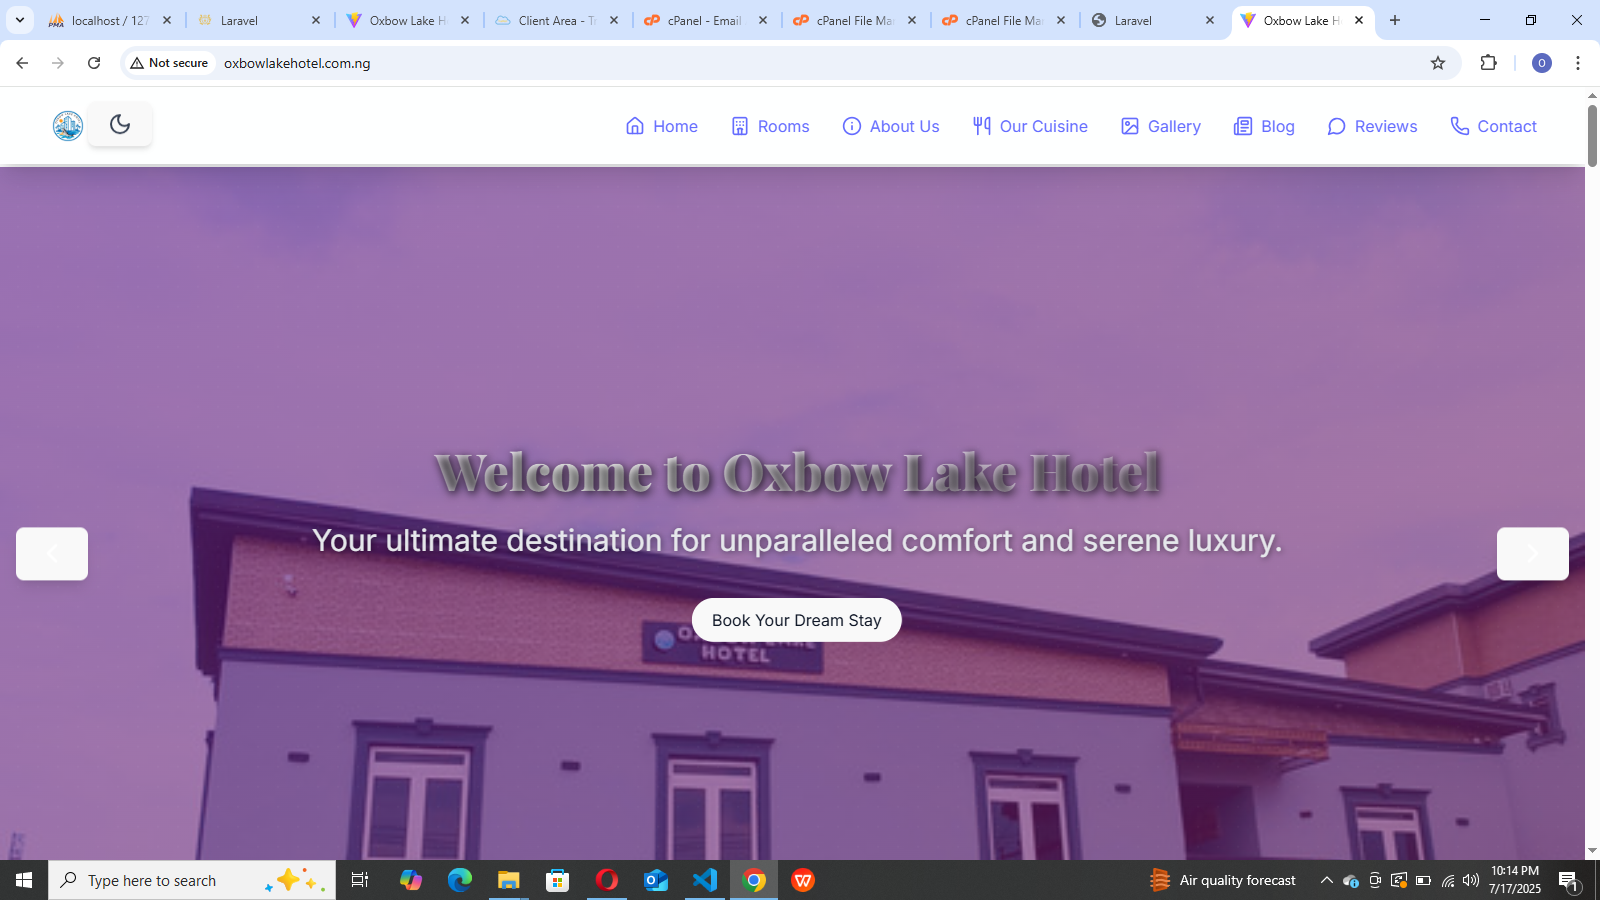 localhost / 127
Laravel
Oxbow Lake H
Client Area - Tr
cPanel - Email
cPanel File Ma
cPanel File Ma
Laravel
Oxbow Lake H
Not secure
oxbowlakehotel.com.ng
O
Home
Rooms
About Us
Our Cuisine
Gallery
Blog
Reviews
Contact
Welcome to Oxbow Lake Hotel
Your ultimate destination for unparalleled comfort and serene luxury.
Book Your Dream Stay
HOTEL
Type here to search
Air quality forecast
10:14 PM
7/17/2025
1